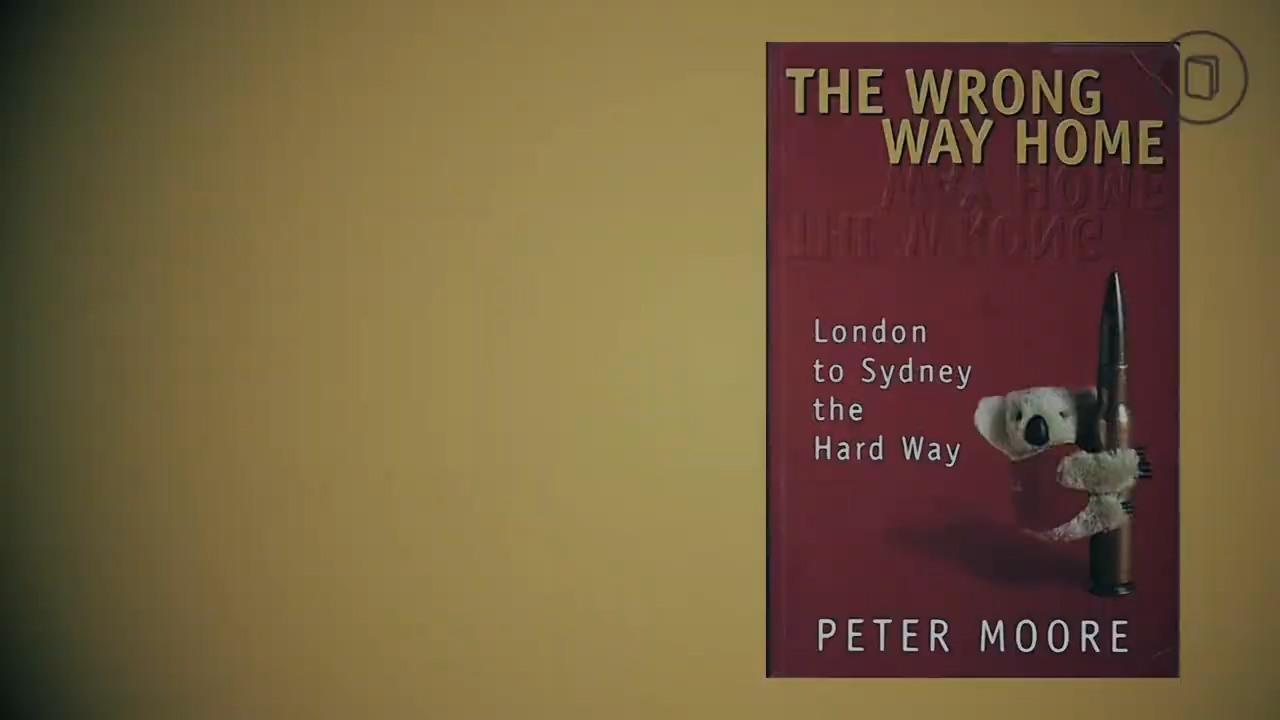 THE WRONG
WAY HOME
London
to Sydney
the
Hard Way
PETER MOORE